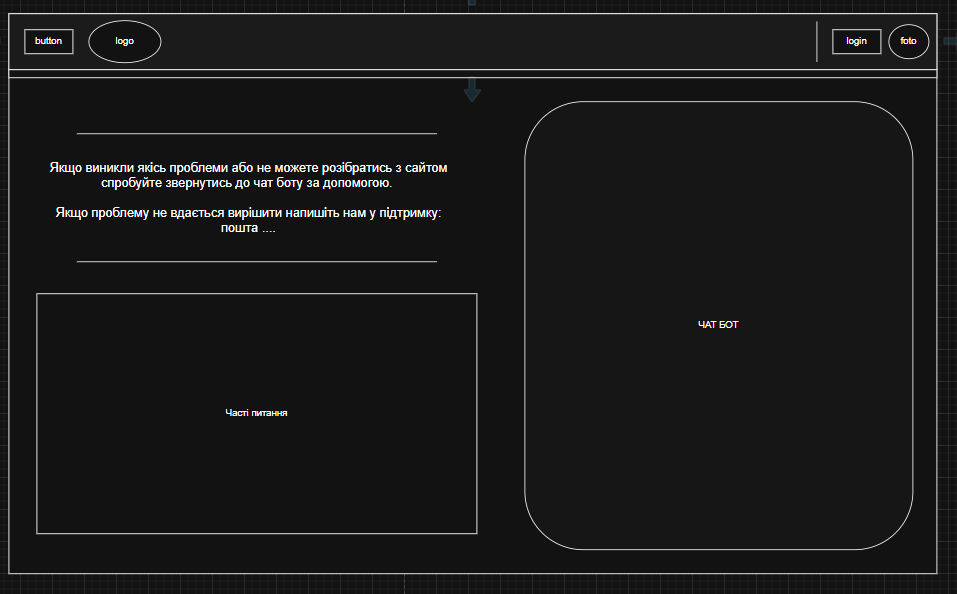 button
logo
login
foto
Якщо виникли якісь проблеми або не можете розібратись з сайтом
спробуйте звернутись до чат боту за допомогою.
Якщо проблему не вдається вирішити напишіть нам у підтримку:
пошта ....
ЧАТ БОТ
Часті питання